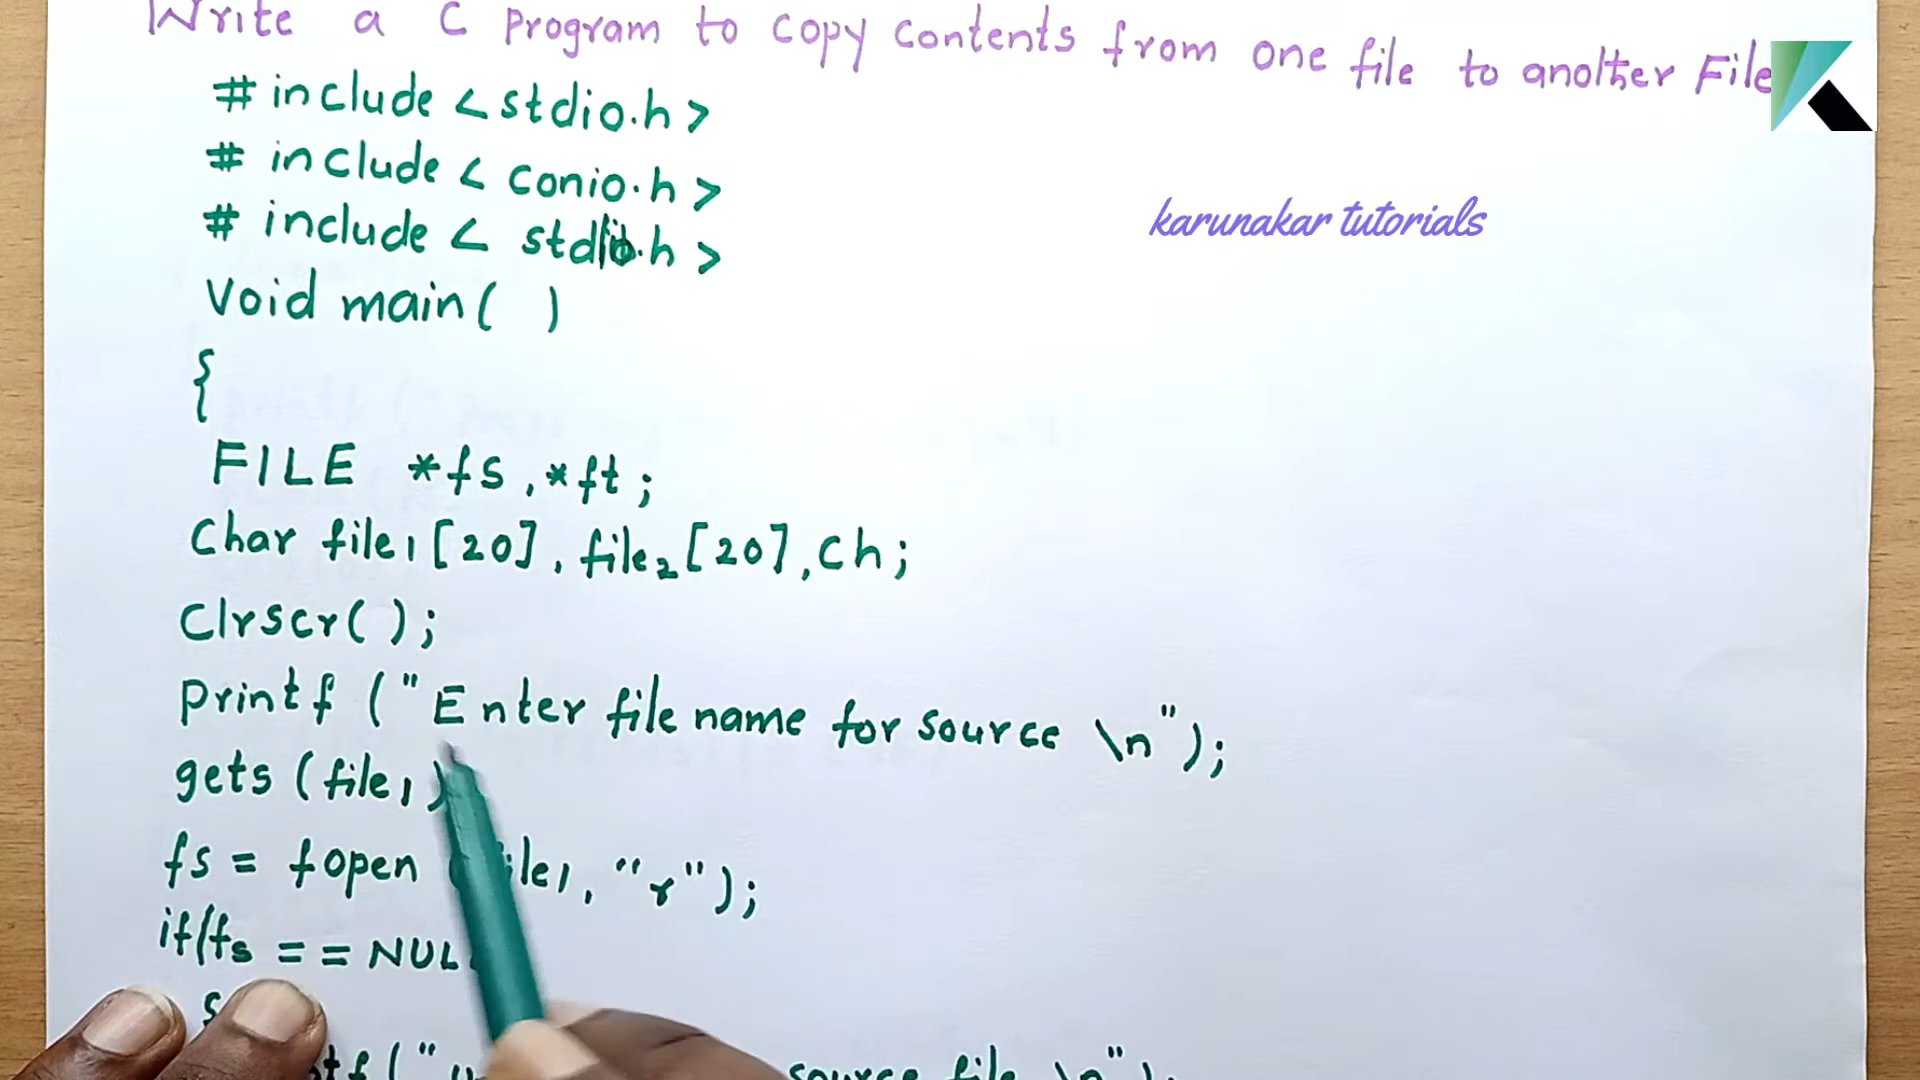 Write a C program to copy contents from one file to another File
# include <stdio.h>
# include <conio.h>
# include < stdlib.h>
karunakar tutorials
void main( )
{
FILE *fs,*ft;
Char file1[20], file2[20],ch;
Clrscr();
Printf ("Enter file name for source \n");
gets (file1)
fs = fopen file1, "r");
if(fs == NUL
source file \n");